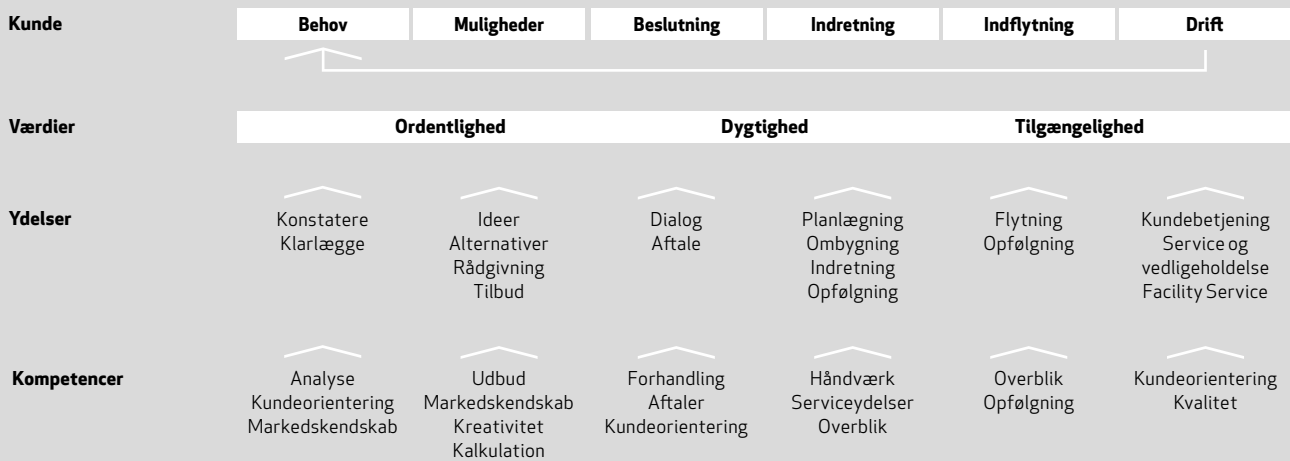 Kunde
Behov
Muligheder
Beslutning
Indretning
Indflytning
Drift
Værdier
Ordentlighed
Dygtighed
Tilgængelighed
Ydelser
Konstatere
Klarlægge
Ideer
Alternativer
Rådgivning
Tilbud
Dialog
Aftale
Planlægning
Ombygning
Indretning
Opfølgning
Flytning
Opfølgning
Kundebetjening
Service og
vedligeholdelse
Facility Service
Kompetencer
Analyse
Kundeorientering
Markedskendskab
Udbud
Markedskendskab
Kreativitet
Kalkulation
Forhandling
Aftaler
Kundeorientering
Håndværk
Serviceydelser
Overblik
Overblik
Opfølgning
Kundeorientering
Kvalitet